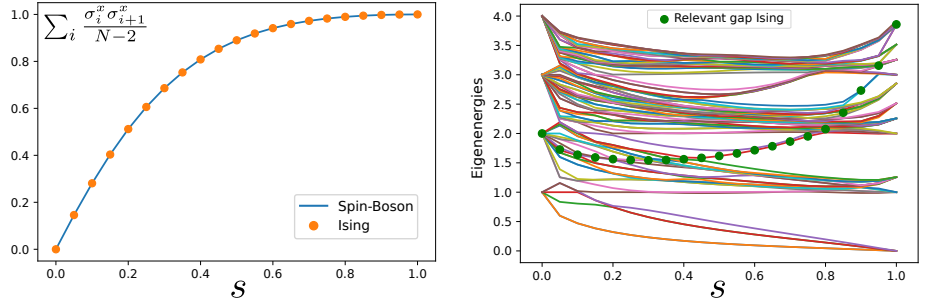 ∑ᵢ σᵢˣσᵢ₊₁ˣ / N−2
1.0
0.8
0.6
0.4
0.2
0.0
Spin-Boson
Ising
0.0 0.2 0.4 0.6 0.8 1.0
s
Relevant gap Ising
Eigenenergies
4.0
3.5
3.0
2.5
2.0
1.5
1.0
0.5
0.0
0.0 0.2 0.4 0.6 0.8 1.0
s